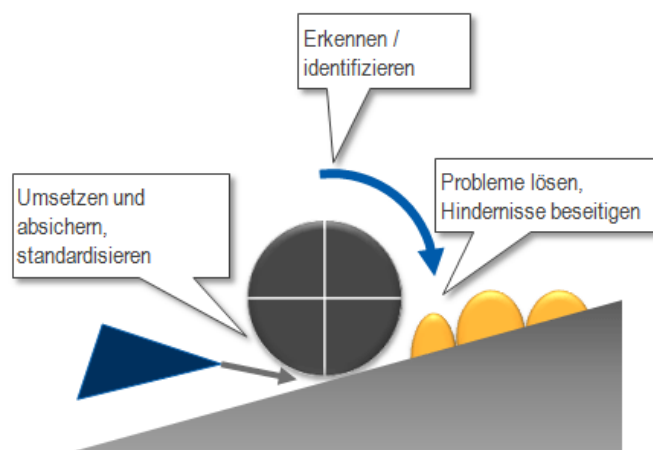 Erkennen /
identifizieren
Umsetzen und
absichern,
standardisieren
Probleme lösen,
Hindernisse beseitigen